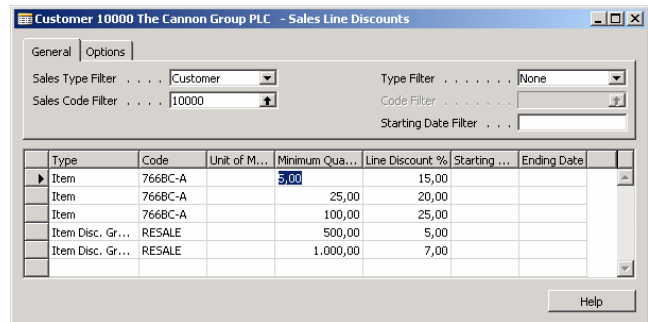 Customer 10000 The Cannon Group PLC - Sales Line Discounts
General Options
Sales Type Filter . . . . Customer Type Filter . . . . . . . None
Sales Code Filter . . . . 10000 Code Filter . . . . . . .
Starting Date Filter . . .
Type Code Unit of M... Minimum Qua... Line Discount % Starting ... Ending Date
Item 766BC-A 5,00 15,00
Item 766BC-A 25,00 20,00
Item 766BC-A 100,00 25,00
Item Disc. Gr... RESALE 500,00 5,00
Item Disc. Gr... RESALE 1.000,00 7,00
Help